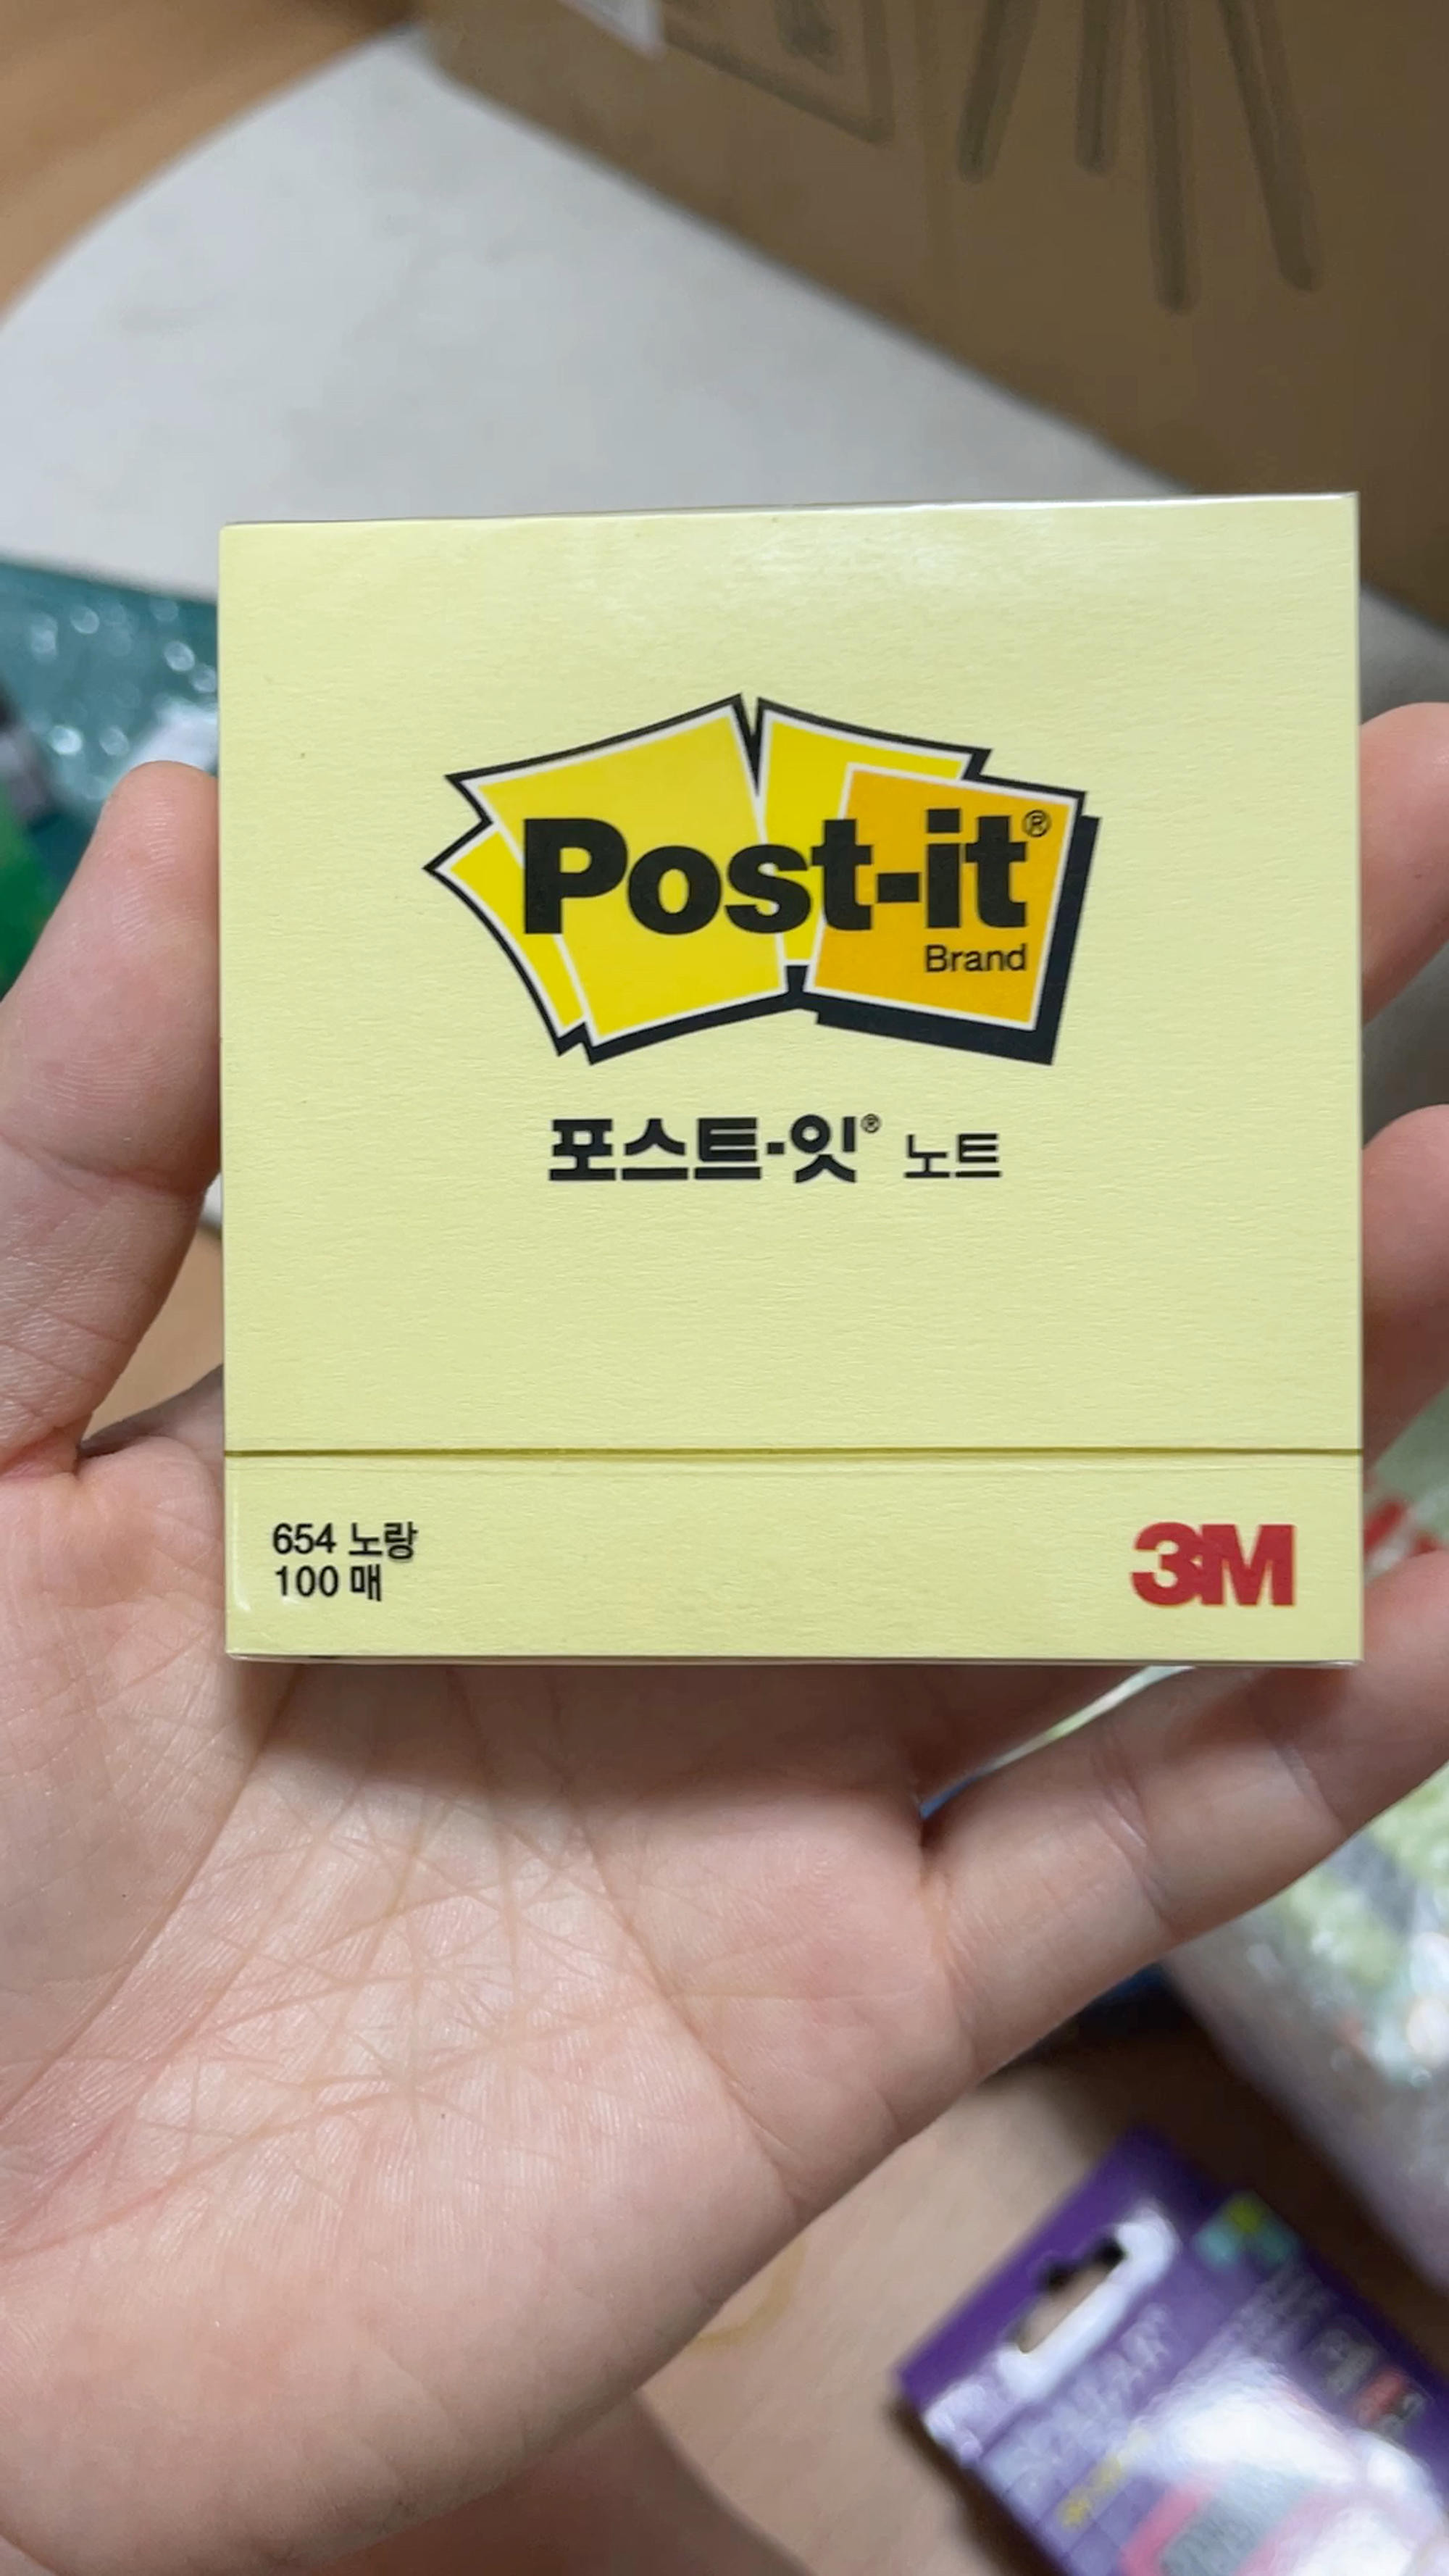 Post-it®
Brand
포스트·잇® 노트
654 노랑
100 매
3M